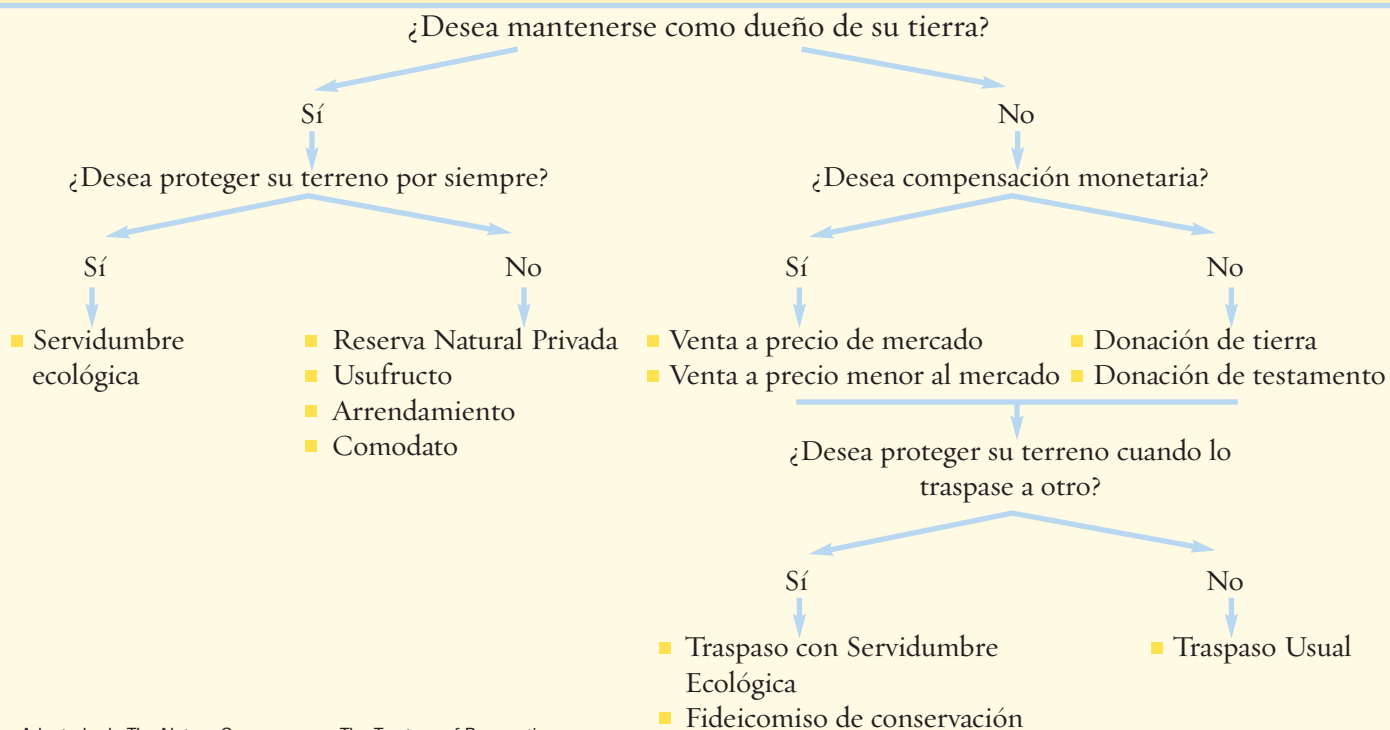 ¿Desea mantenerse como dueño de su tierra?
Sí
No
¿Desea proteger su terreno por siempre?
¿Desea compensación monetaria?
Sí
No
Sí
No
Servidumbre
ecológica
Reserva Natural Privada
Usufructo
Arrendamiento
Comodato
Venta a precio de mercado
Venta a precio menor al mercado
Donación de tierra
Donación de testamento
¿Desea proteger su terreno cuando lo
traspase a otro?
Sí
No
Traspaso con Servidumbre
Ecológica
Fideicomiso de conservación
Traspaso Usual